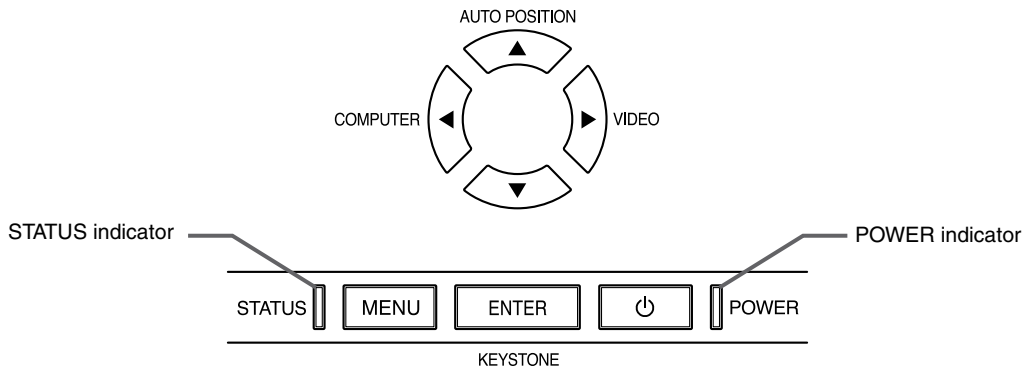 AUTO POSITION
COMPUTER
VIDEO
STATUS indicator
POWER indicator
STATUS
MENU
ENTER
POWER
KEYSTONE